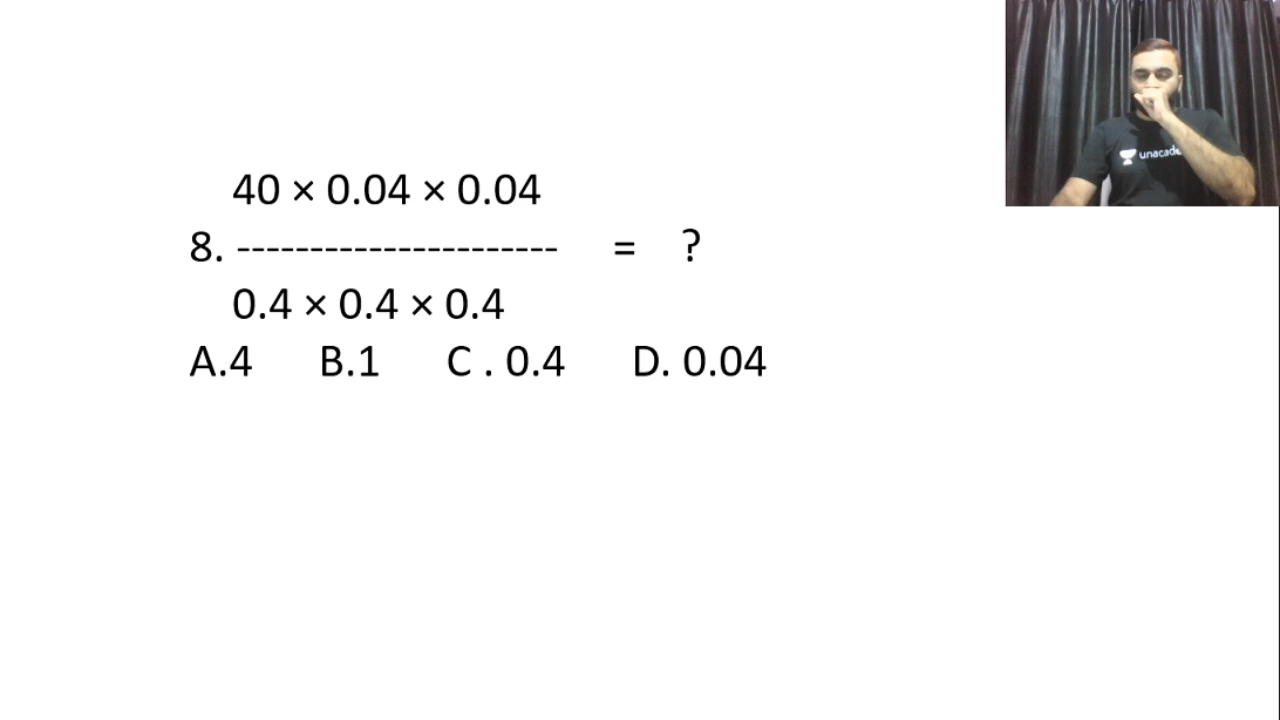 40 × 0.04 × 0.04
8. ---------------------- = ?
0.4 × 0.4 × 0.4
A.4 B.1 C . 0.4 D. 0.04